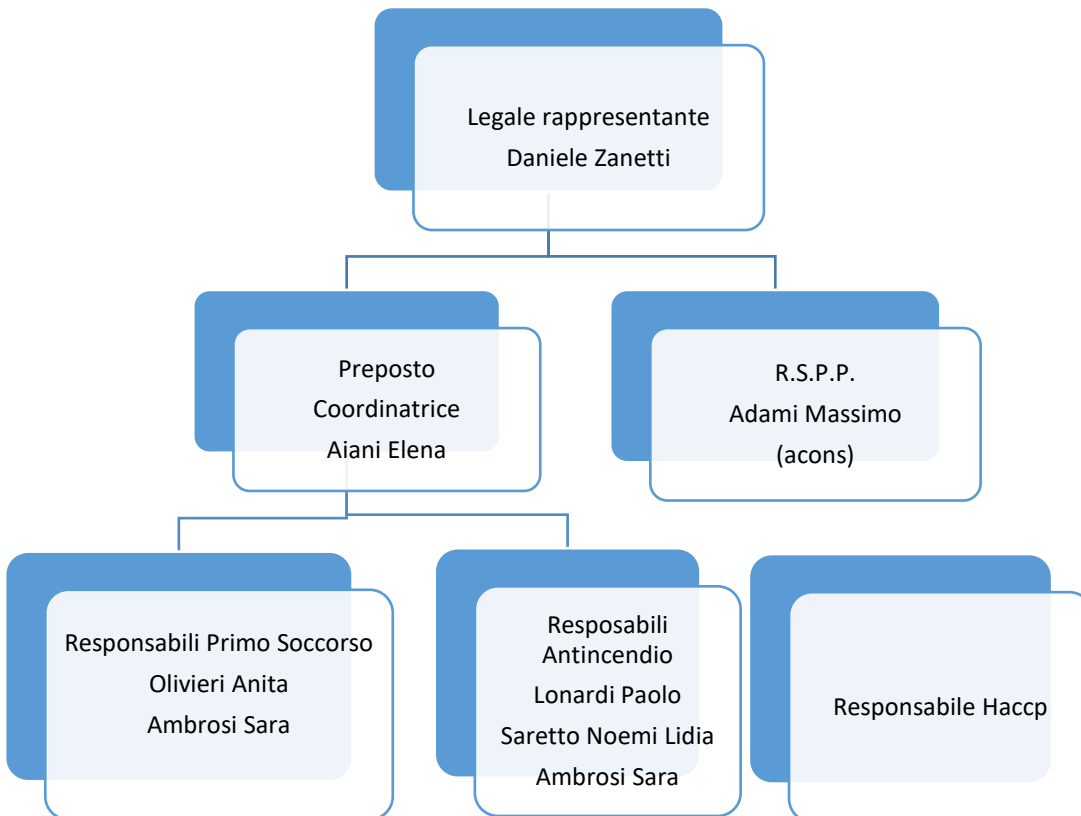 Legale rappresentante
Daniele Zanetti
Preposto
Coordinatrice
Aiani Elena
R.S.P.P.
Adami Massimo
(acons)
Responsabili Primo Soccorso
Olivieri Anita
Ambrosi Sara
Resposabili
Antincendio
Lonardi Paolo
Saretto Noemi Lidia
Ambrosi Sara
Responsabile Haccp